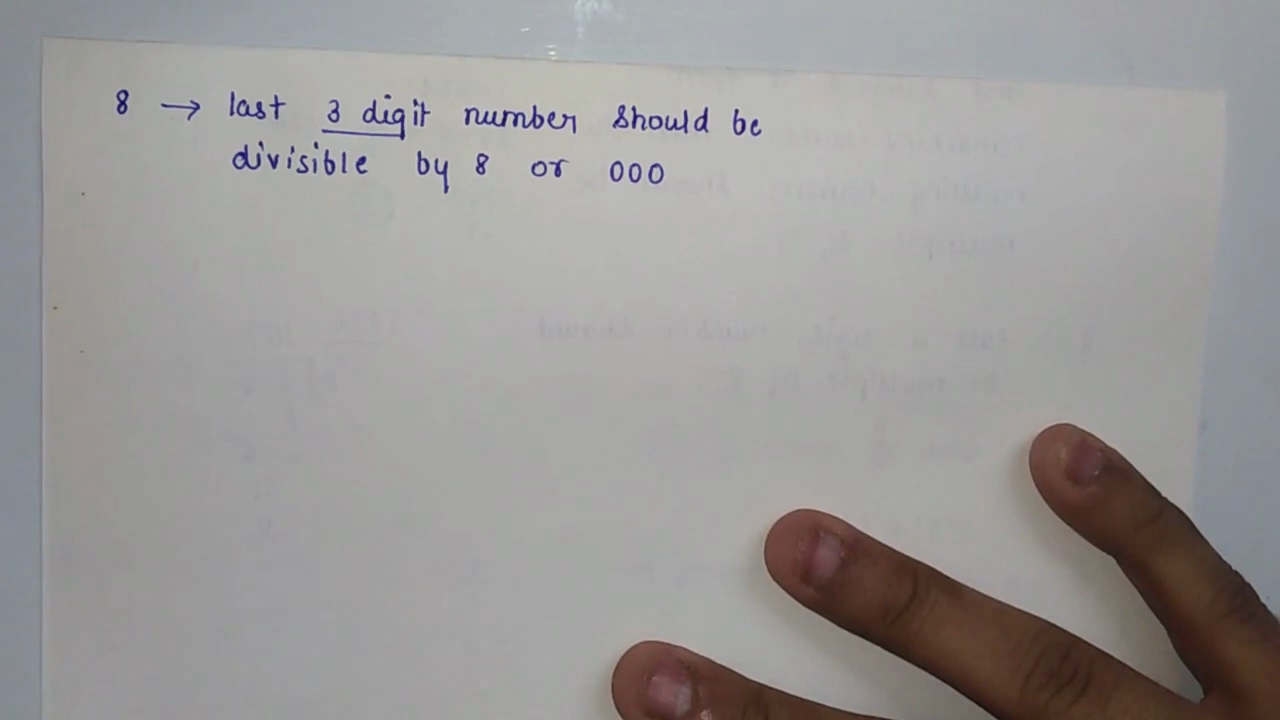 8 → last 3 digit number should be
divisible by 8 or 000